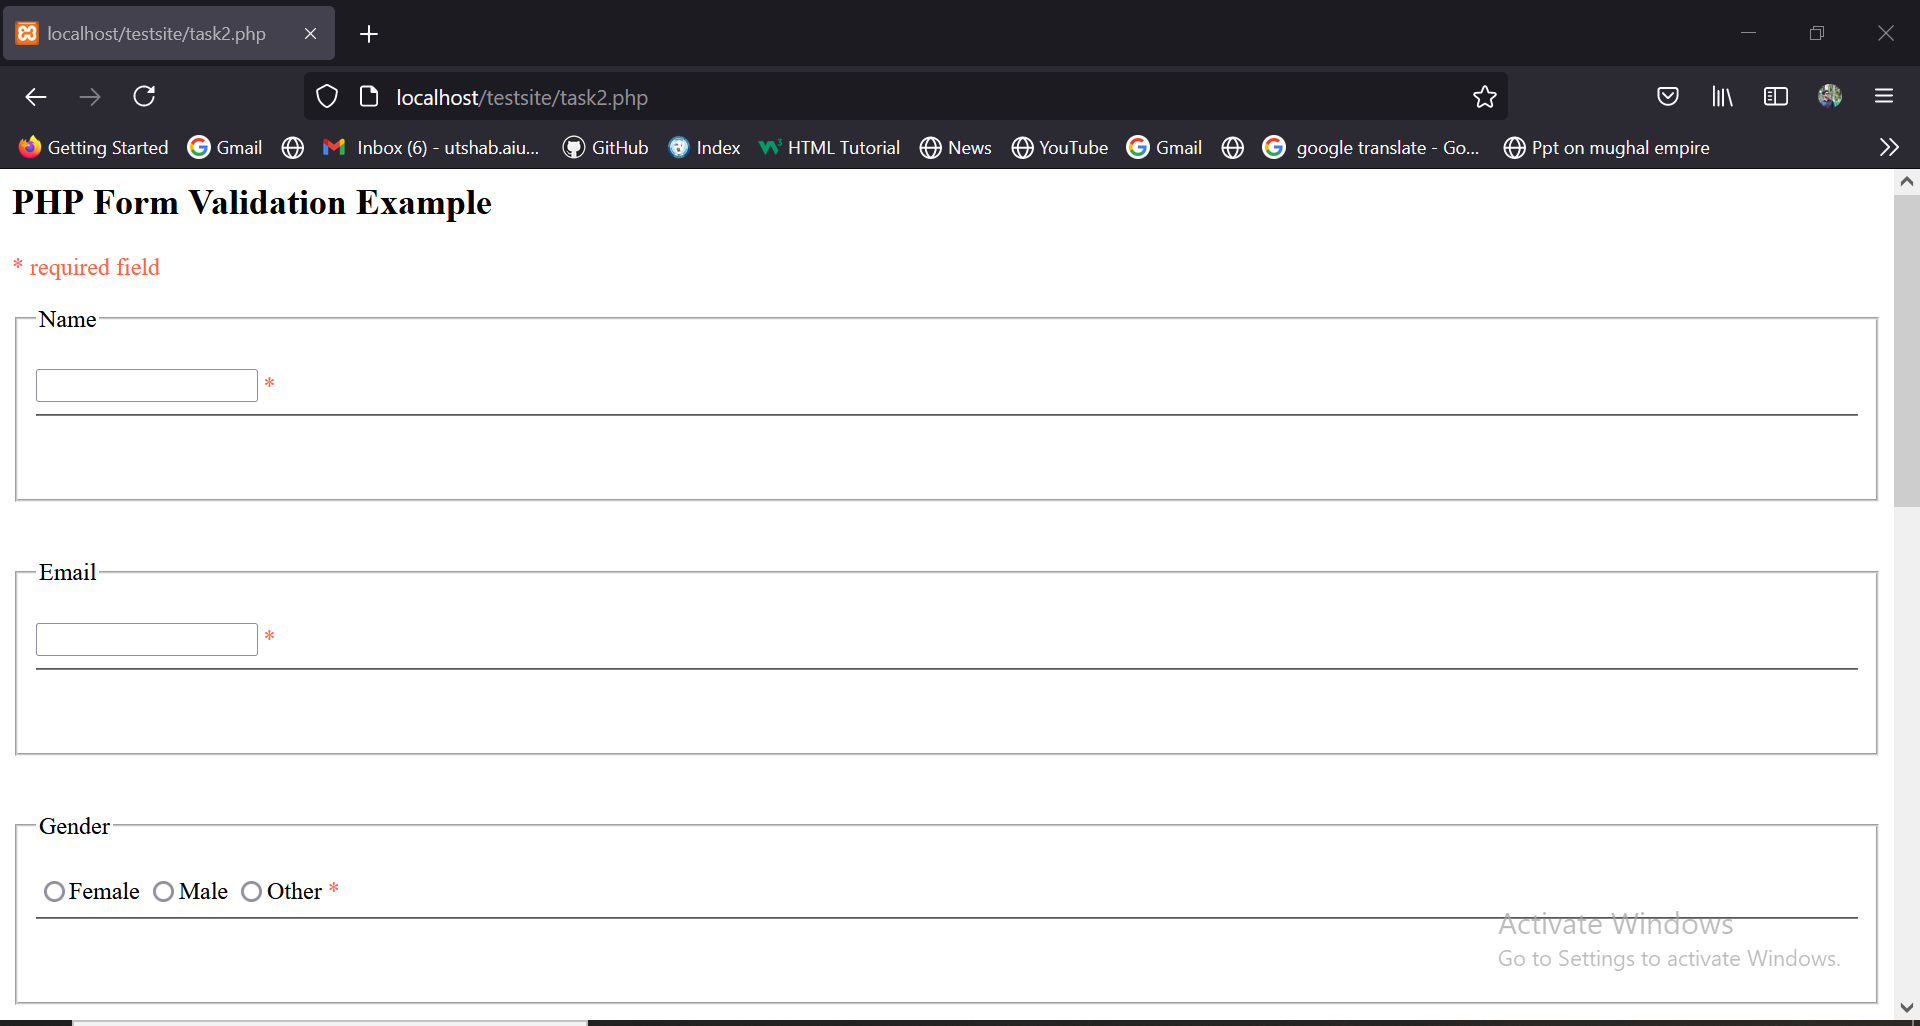 localhost/testsite/task2.php
localhost/testsite/task2.php
Getting Started Gmail Inbox (6) - utshab.aiu... GitHub Index HTML Tutorial News YouTube Gmail google translate - Go... Ppt on mughal empire
PHP Form Validation Example
* required field
Name
*
Email
*
Gender
Female Male Other *
Activate Windows
Go to Settings to activate Windows.